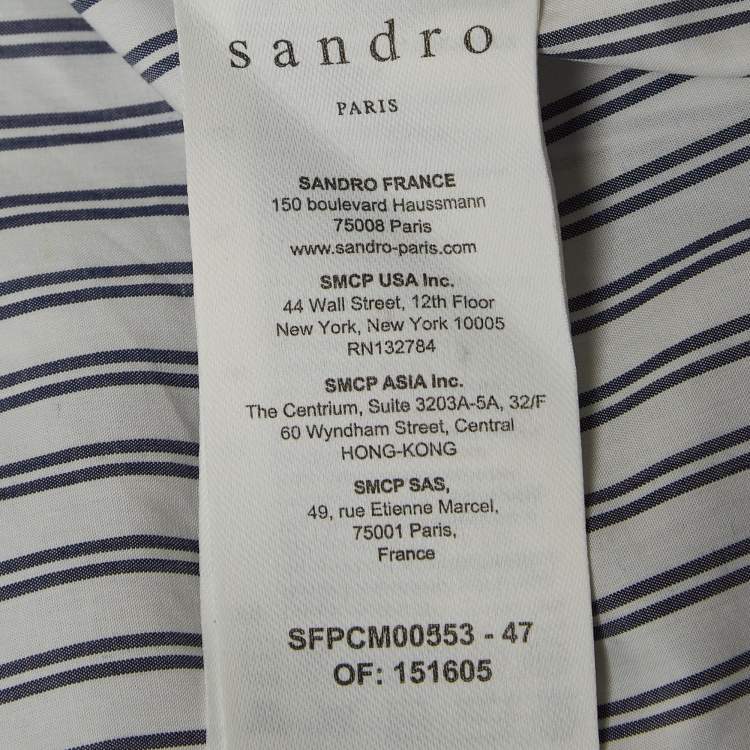 sandro
PARIS
SANDRO FRANCE
150 boulevard Haussmann
75008 Paris
www.sandro-paris.com
SMCP USA Inc.
44 Wall Street, 12th Floor
New York, New York 10005
RN132784
SMCP ASIA Inc.
The Centrium, Suite 3203A-5A, 32/F
60 Wyndham Street, Central
HONG-KONG
SMCP SAS,
49, rue Etienne Marcel,
75001 Paris,
France
SFPCM00553 - 47
OF: 151605